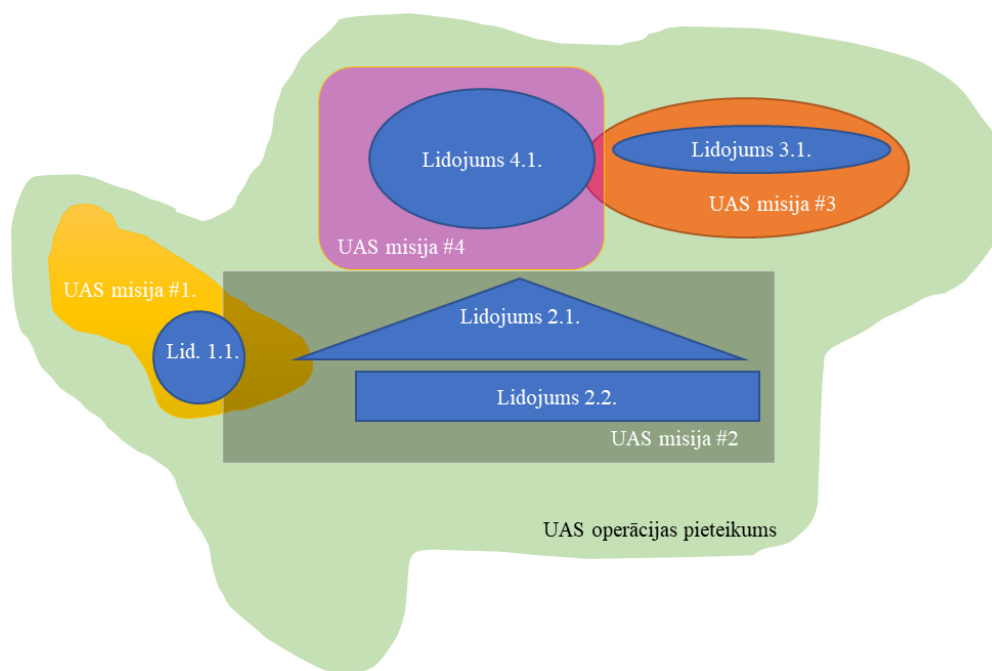 Lidojums 4.1.
Lidojums 3.1.
UAS misija #3
UAS misija #4
UAS misija #1.
Lidojums 2.1.
Lid. 1.1.
Lidojums 2.2.
UAS misija #2
UAS operācijas pieteikums